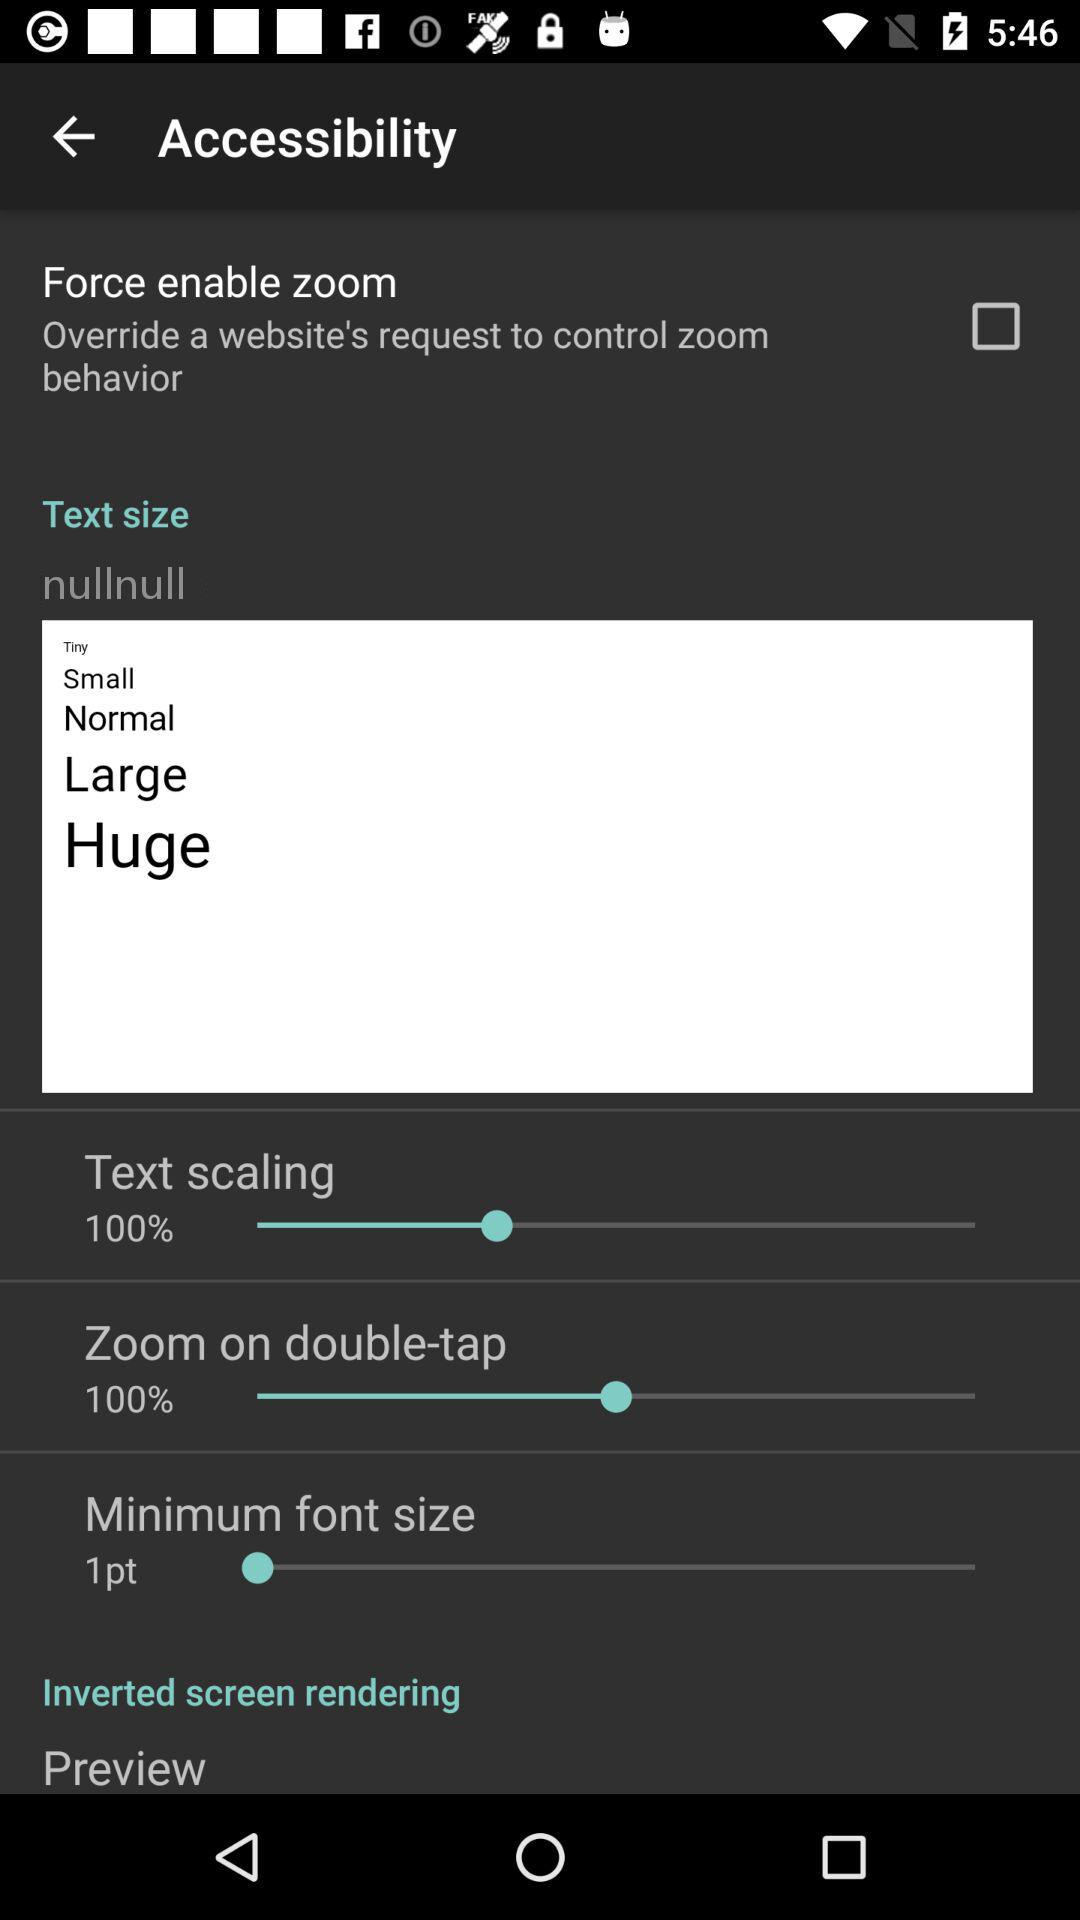 FAKE
5:46
Accessibility
Force enable zoom
Override a website's request to control zoom
behavior
Text size
nullnull
Tiny
Small
Normal
Large
Huge
Text scaling
100%
Zoom on double-tap
100%
Minimum font size
1pt
Inverted screen rendering
Preview